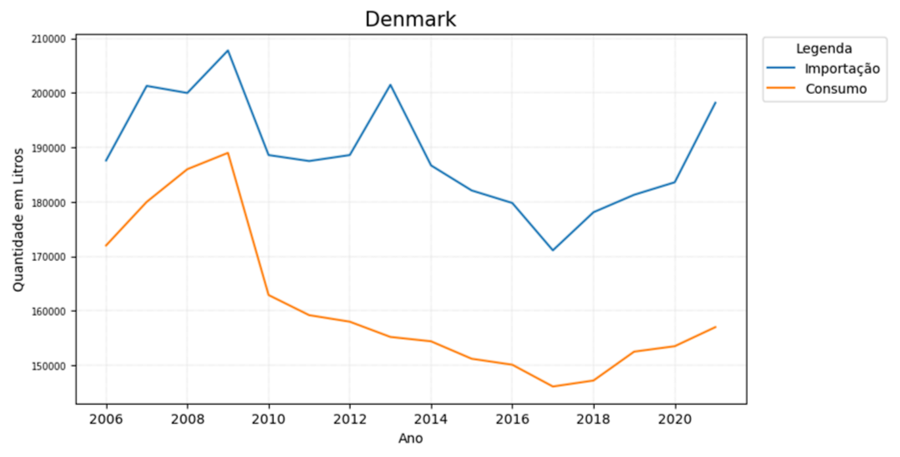 Denmark
Legenda
Importação
Consumo
Quantidade em Litros
210000
200000
190000
180000
170000
160000
150000
2006 2008 2010 2012 2014 2016 2018 2020
Ano